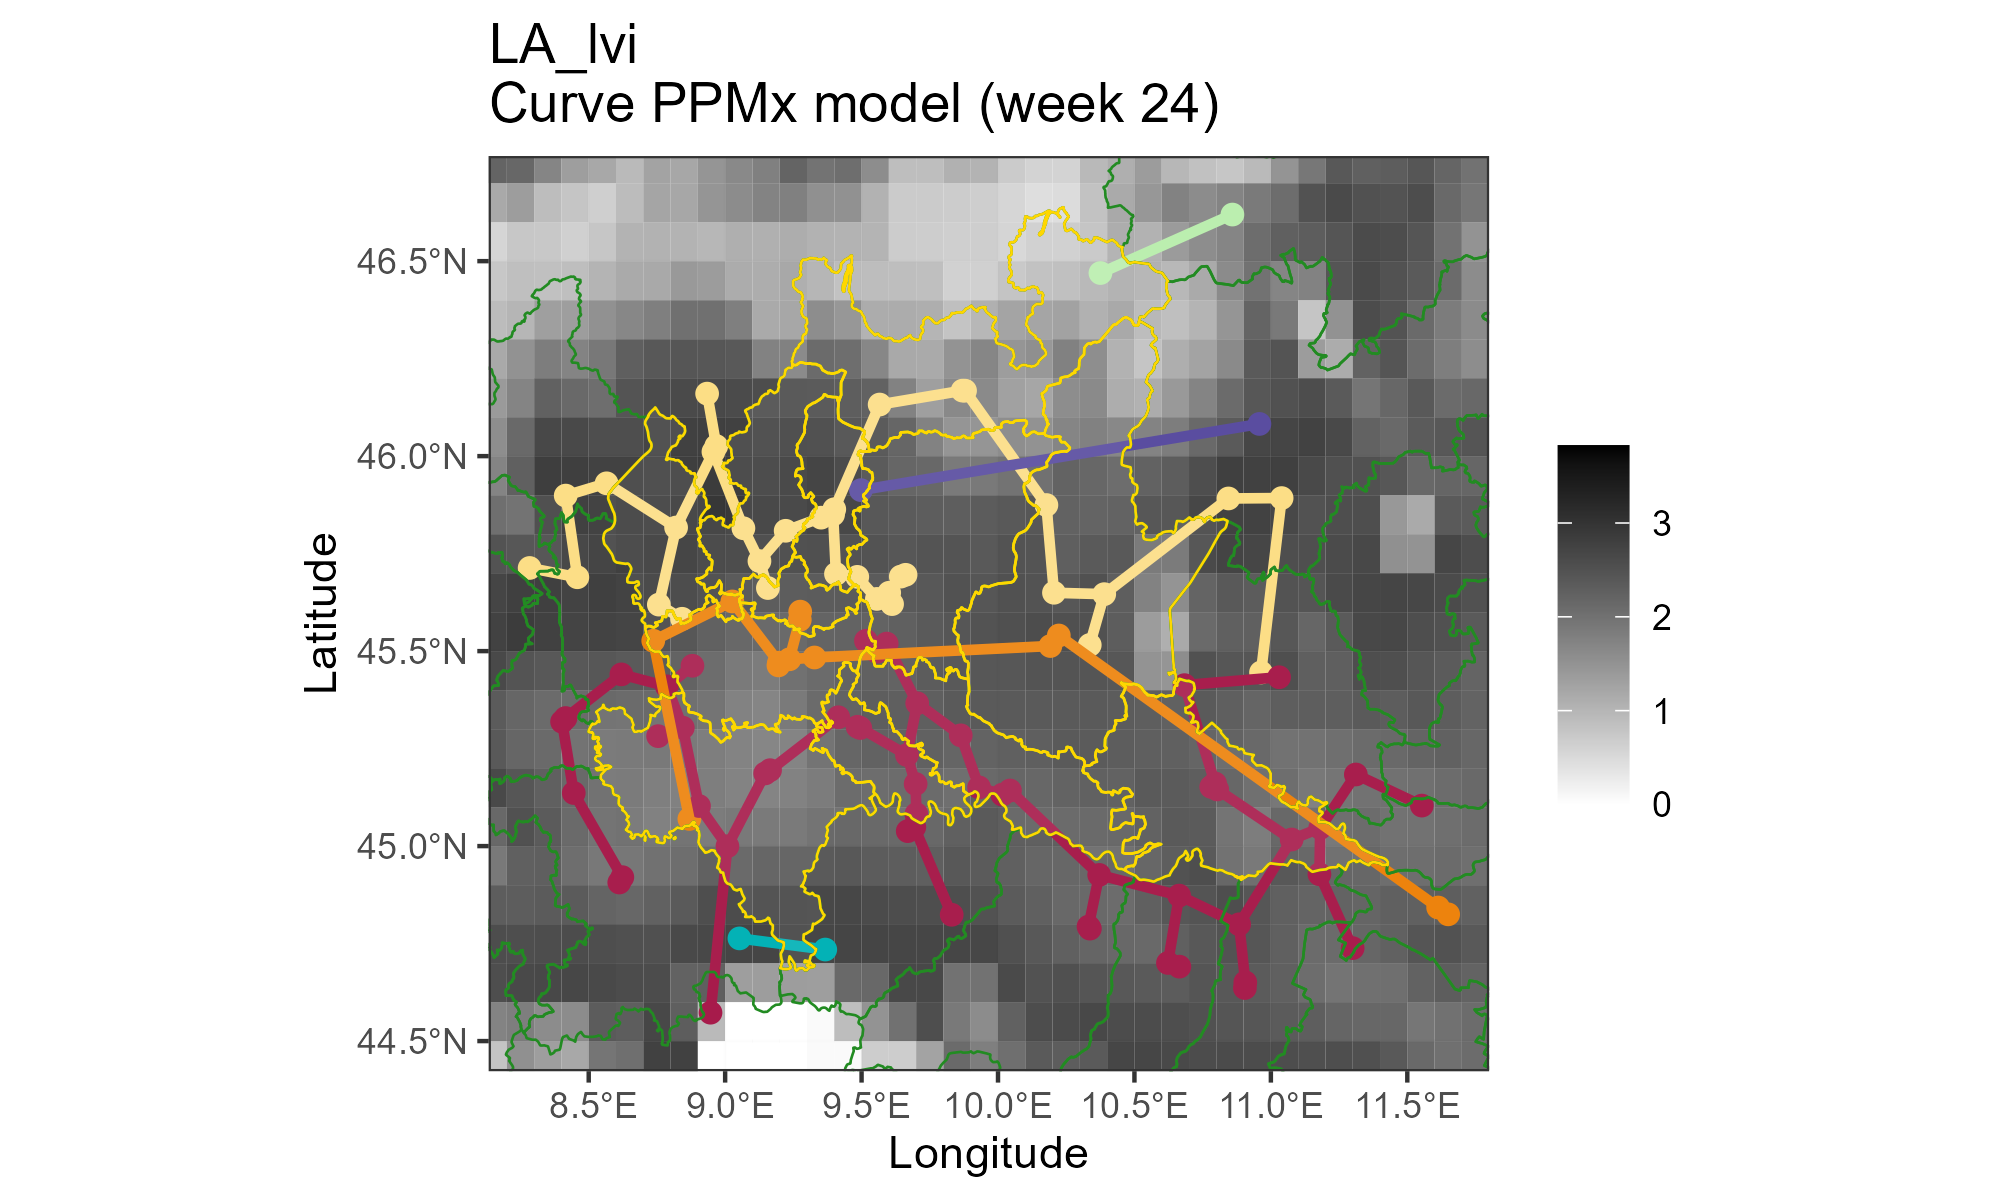 LA_lvi
Curve PPMx model (week 24)
46.5°N
46.0°N
45.5°N
45.0°N
44.5°N
Latitude
8.5°E 9.0°E 9.5°E 10.0°E 10.5°E 11.0°E 11.5°E
Longitude
3
2
1
0